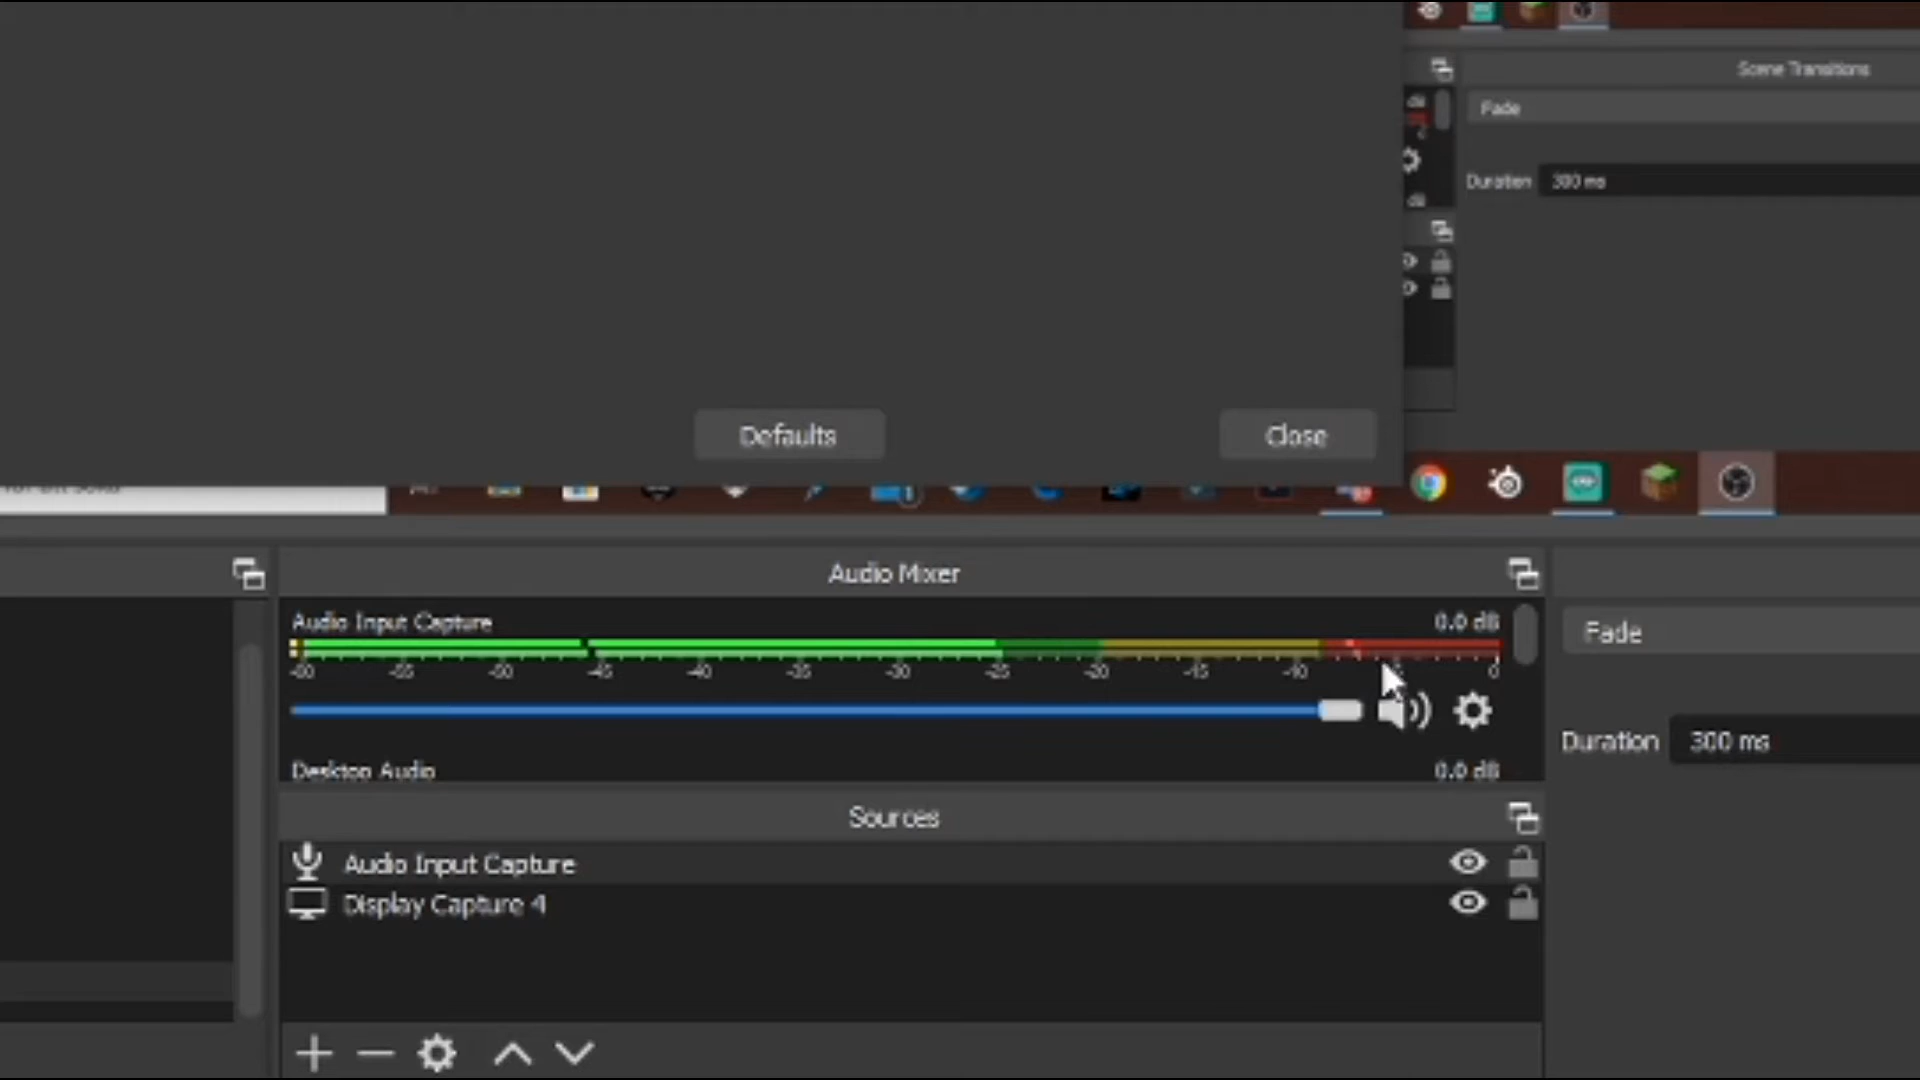 Scene Transitions
dB
Fade
Duration 300 ms
dB
Defaults
Close
Audio Mixer
Audio Input Capture 0.0 dB
-60 -55 -50 -45 -40 -35 -30 -25 -20 -15 -10 0
Fade
Duration 300 ms
Desktop Audio 0.0 dB
Sources
Audio Input Capture
Display Capture 4